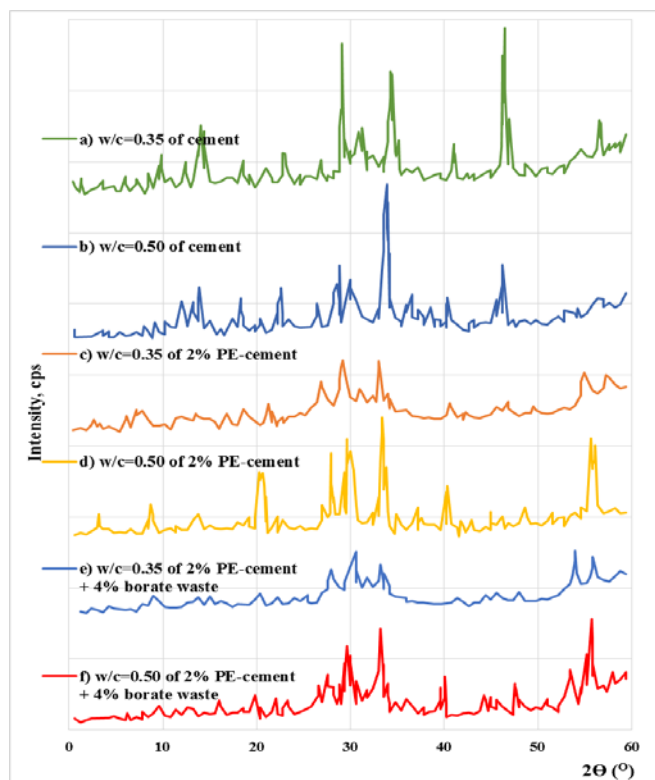 a) w/c=0.35 of cement
b) w/c=0.50 of cement
c) w/c=0.35 of 2% PE-cement
Intensity, cps
d) w/c=0.50 of 2% PE-cement
e) w/c=0.35 of 2% PE-cement
+ 4% borate waste
f) w/c=0.50 of 2% PE-cement
+ 4% borate waste
0 10 20 30 40 50 60
2Ɵ (º)